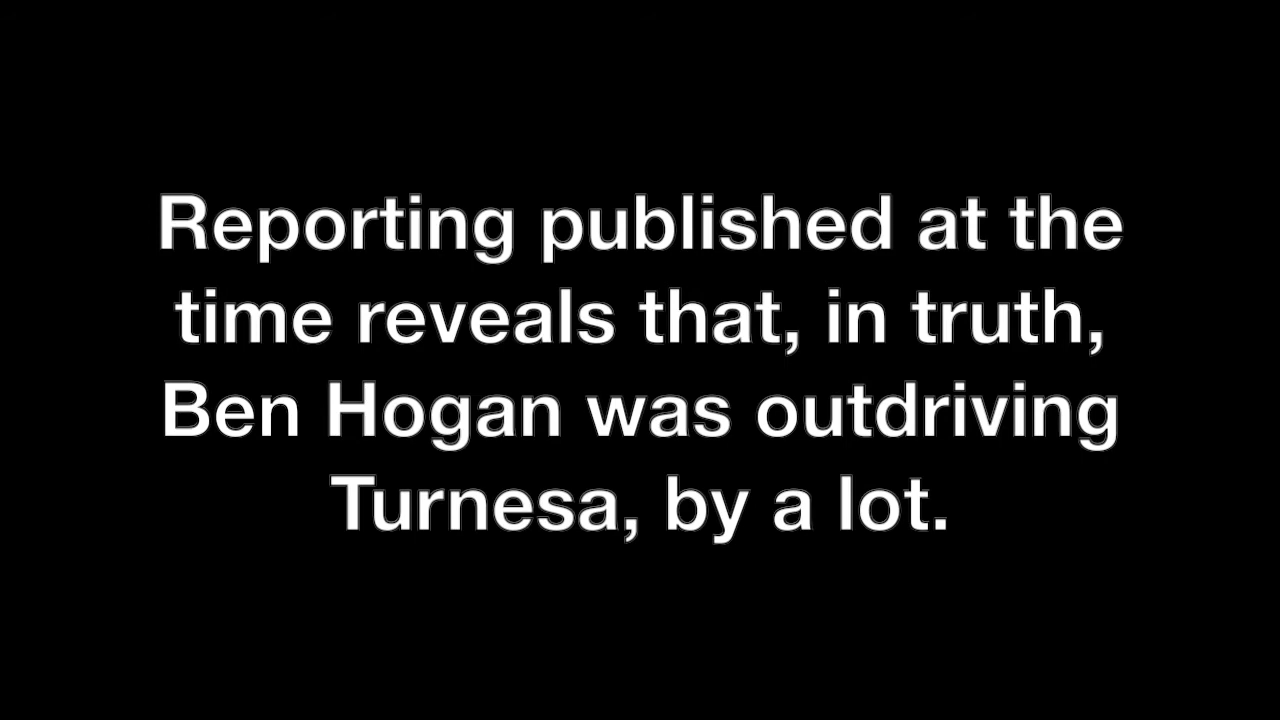 Reporting published at the
time reveals that, in truth,
Ben Hogan was outdriving
Turnesa, by a lot.